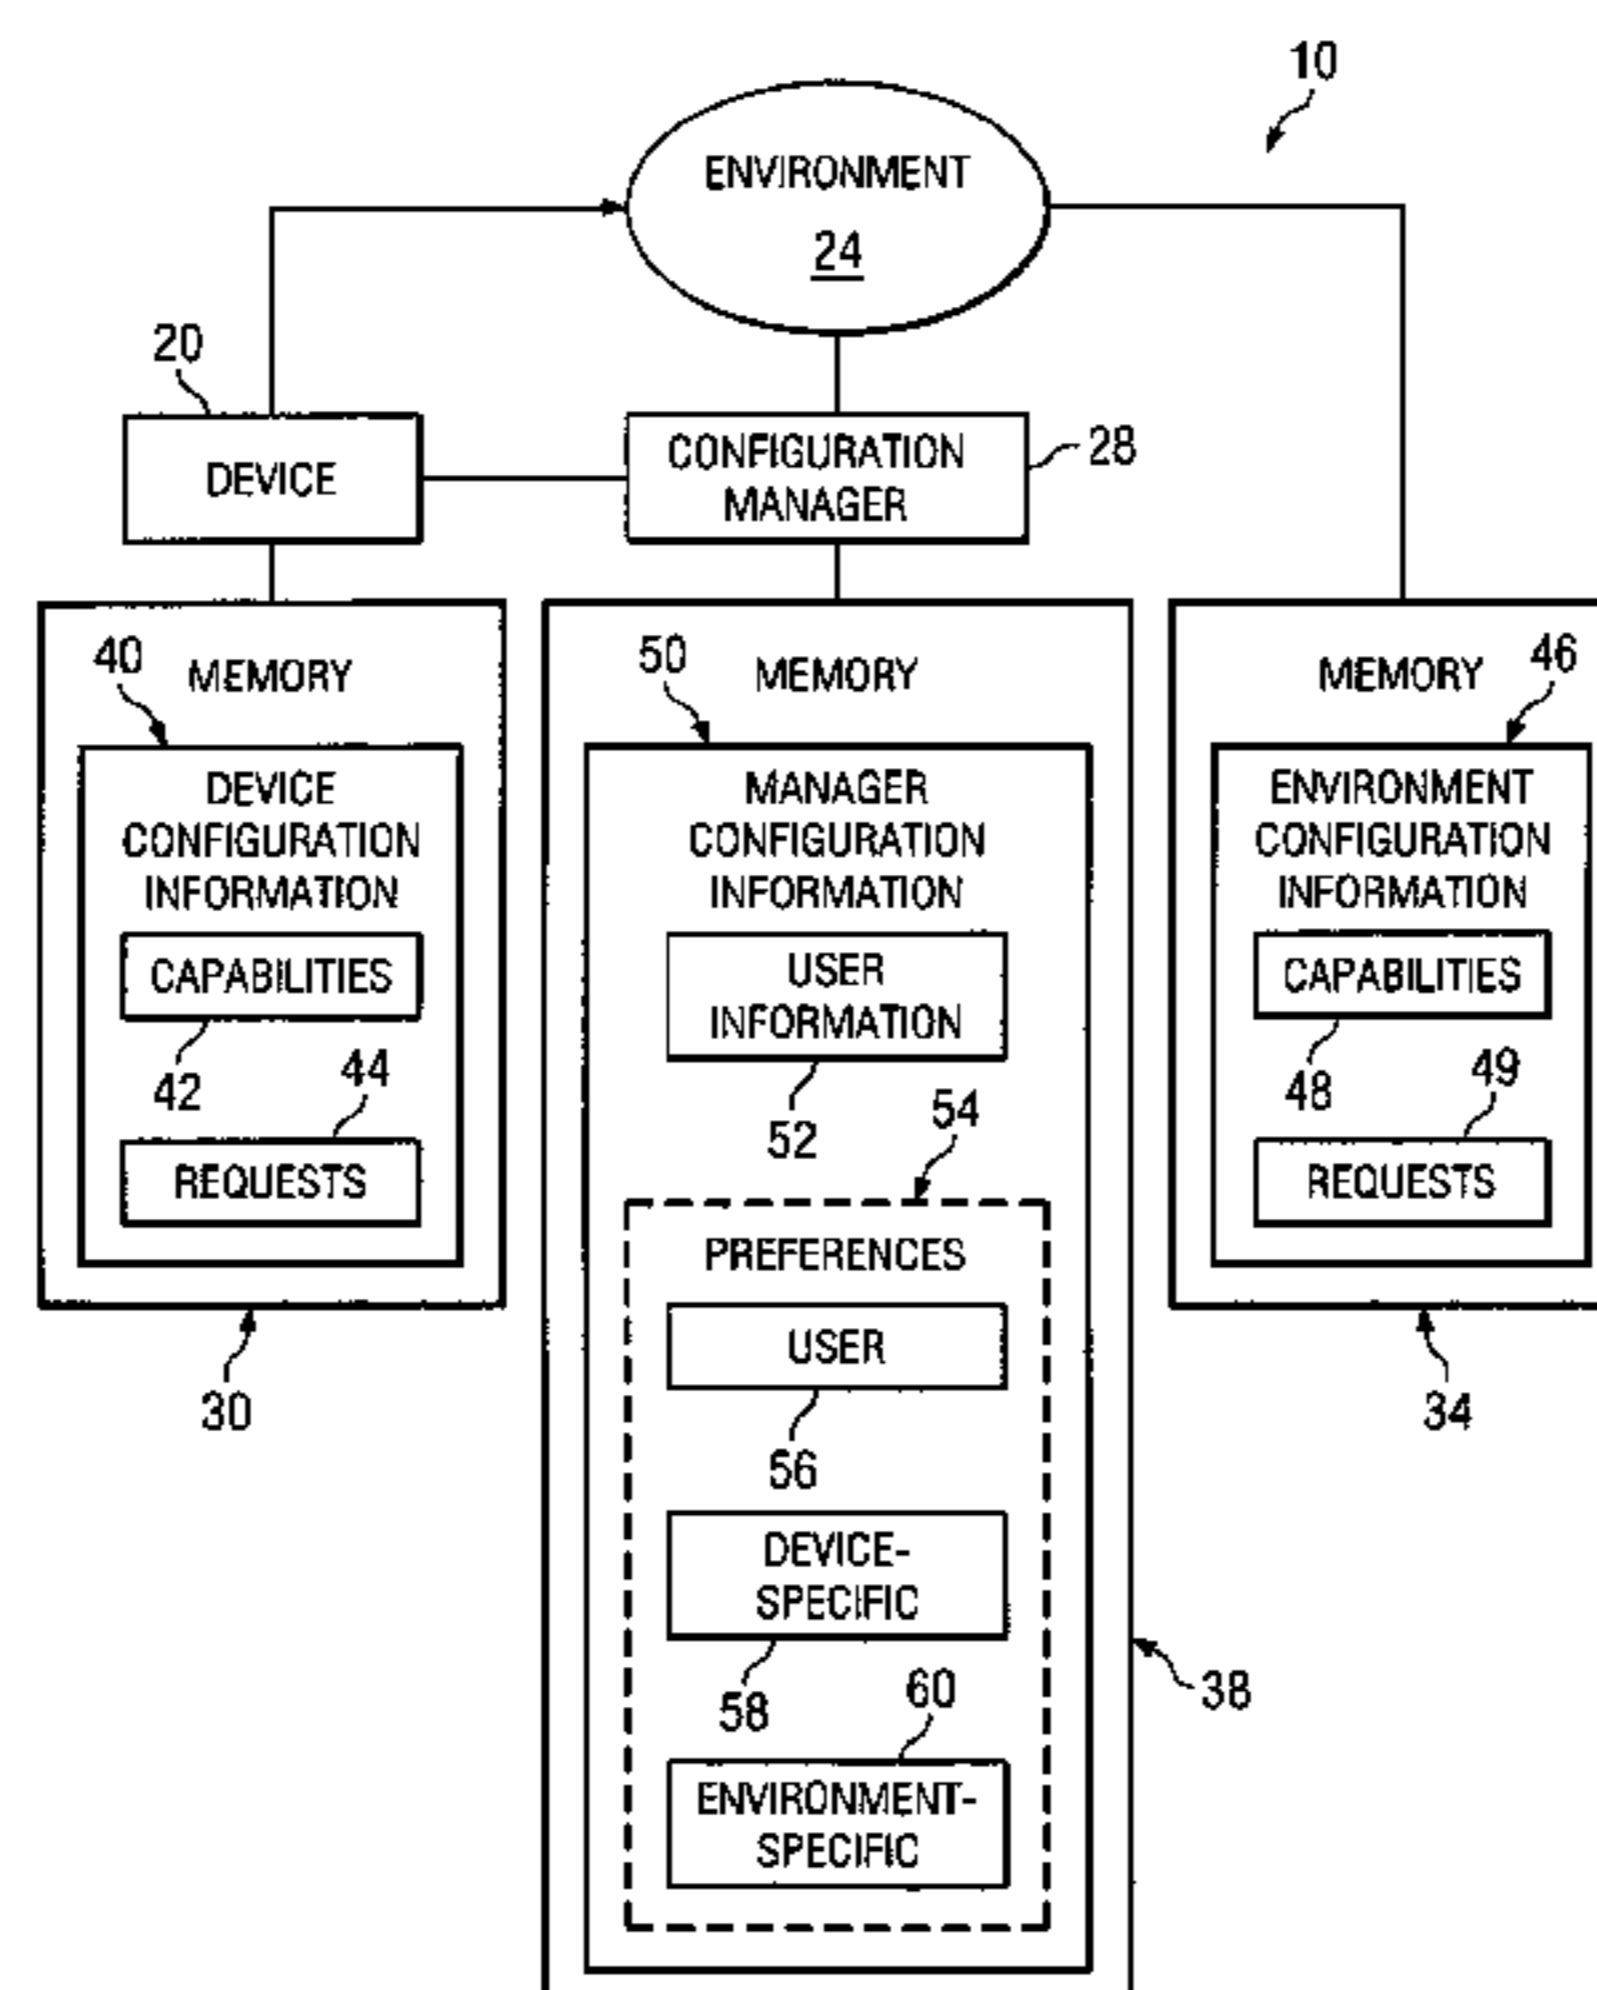 10
ENVIRONMENT
24
20
DEVICE
CONFIGURATION
MANAGER
28
MEMORY
40
DEVICE
CONFIGURATION
INFORMATION
CAPABILITIES
42
44
REQUESTS
30
MEMORY
50
MANAGER
CONFIGURATION
INFORMATION
USER
INFORMATION
52
54
PREFERENCES
USER
56
DEVICE-
SPECIFIC
58
60
ENVIRONMENT-
SPECIFIC
38
MEMORY
46
ENVIRONMENT
CONFIGURATION
INFORMATION
CAPABILITIES
48
49
REQUESTS
34